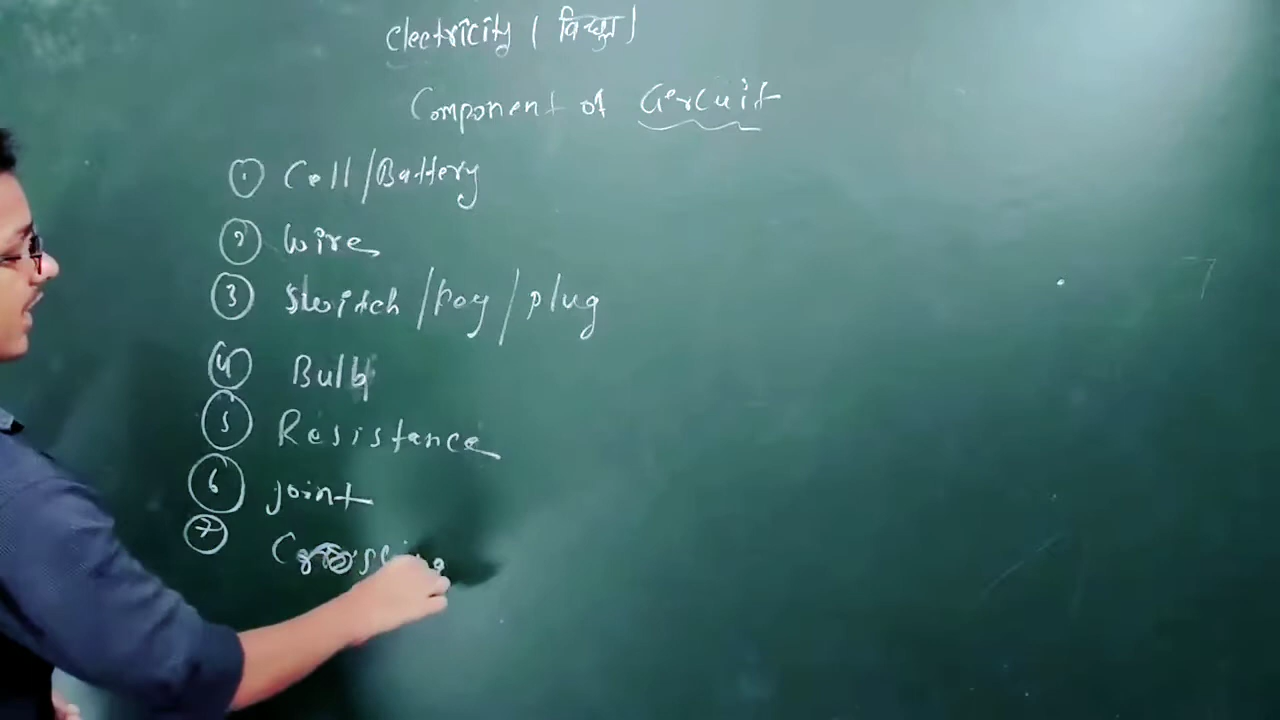 Electricity ( विद्युत )
Component of Circuit
① Cell/Battery
② Wire
③ Switch / Key / plug
④ Bulb
⑤ Resistance
⑥ joint
⑦